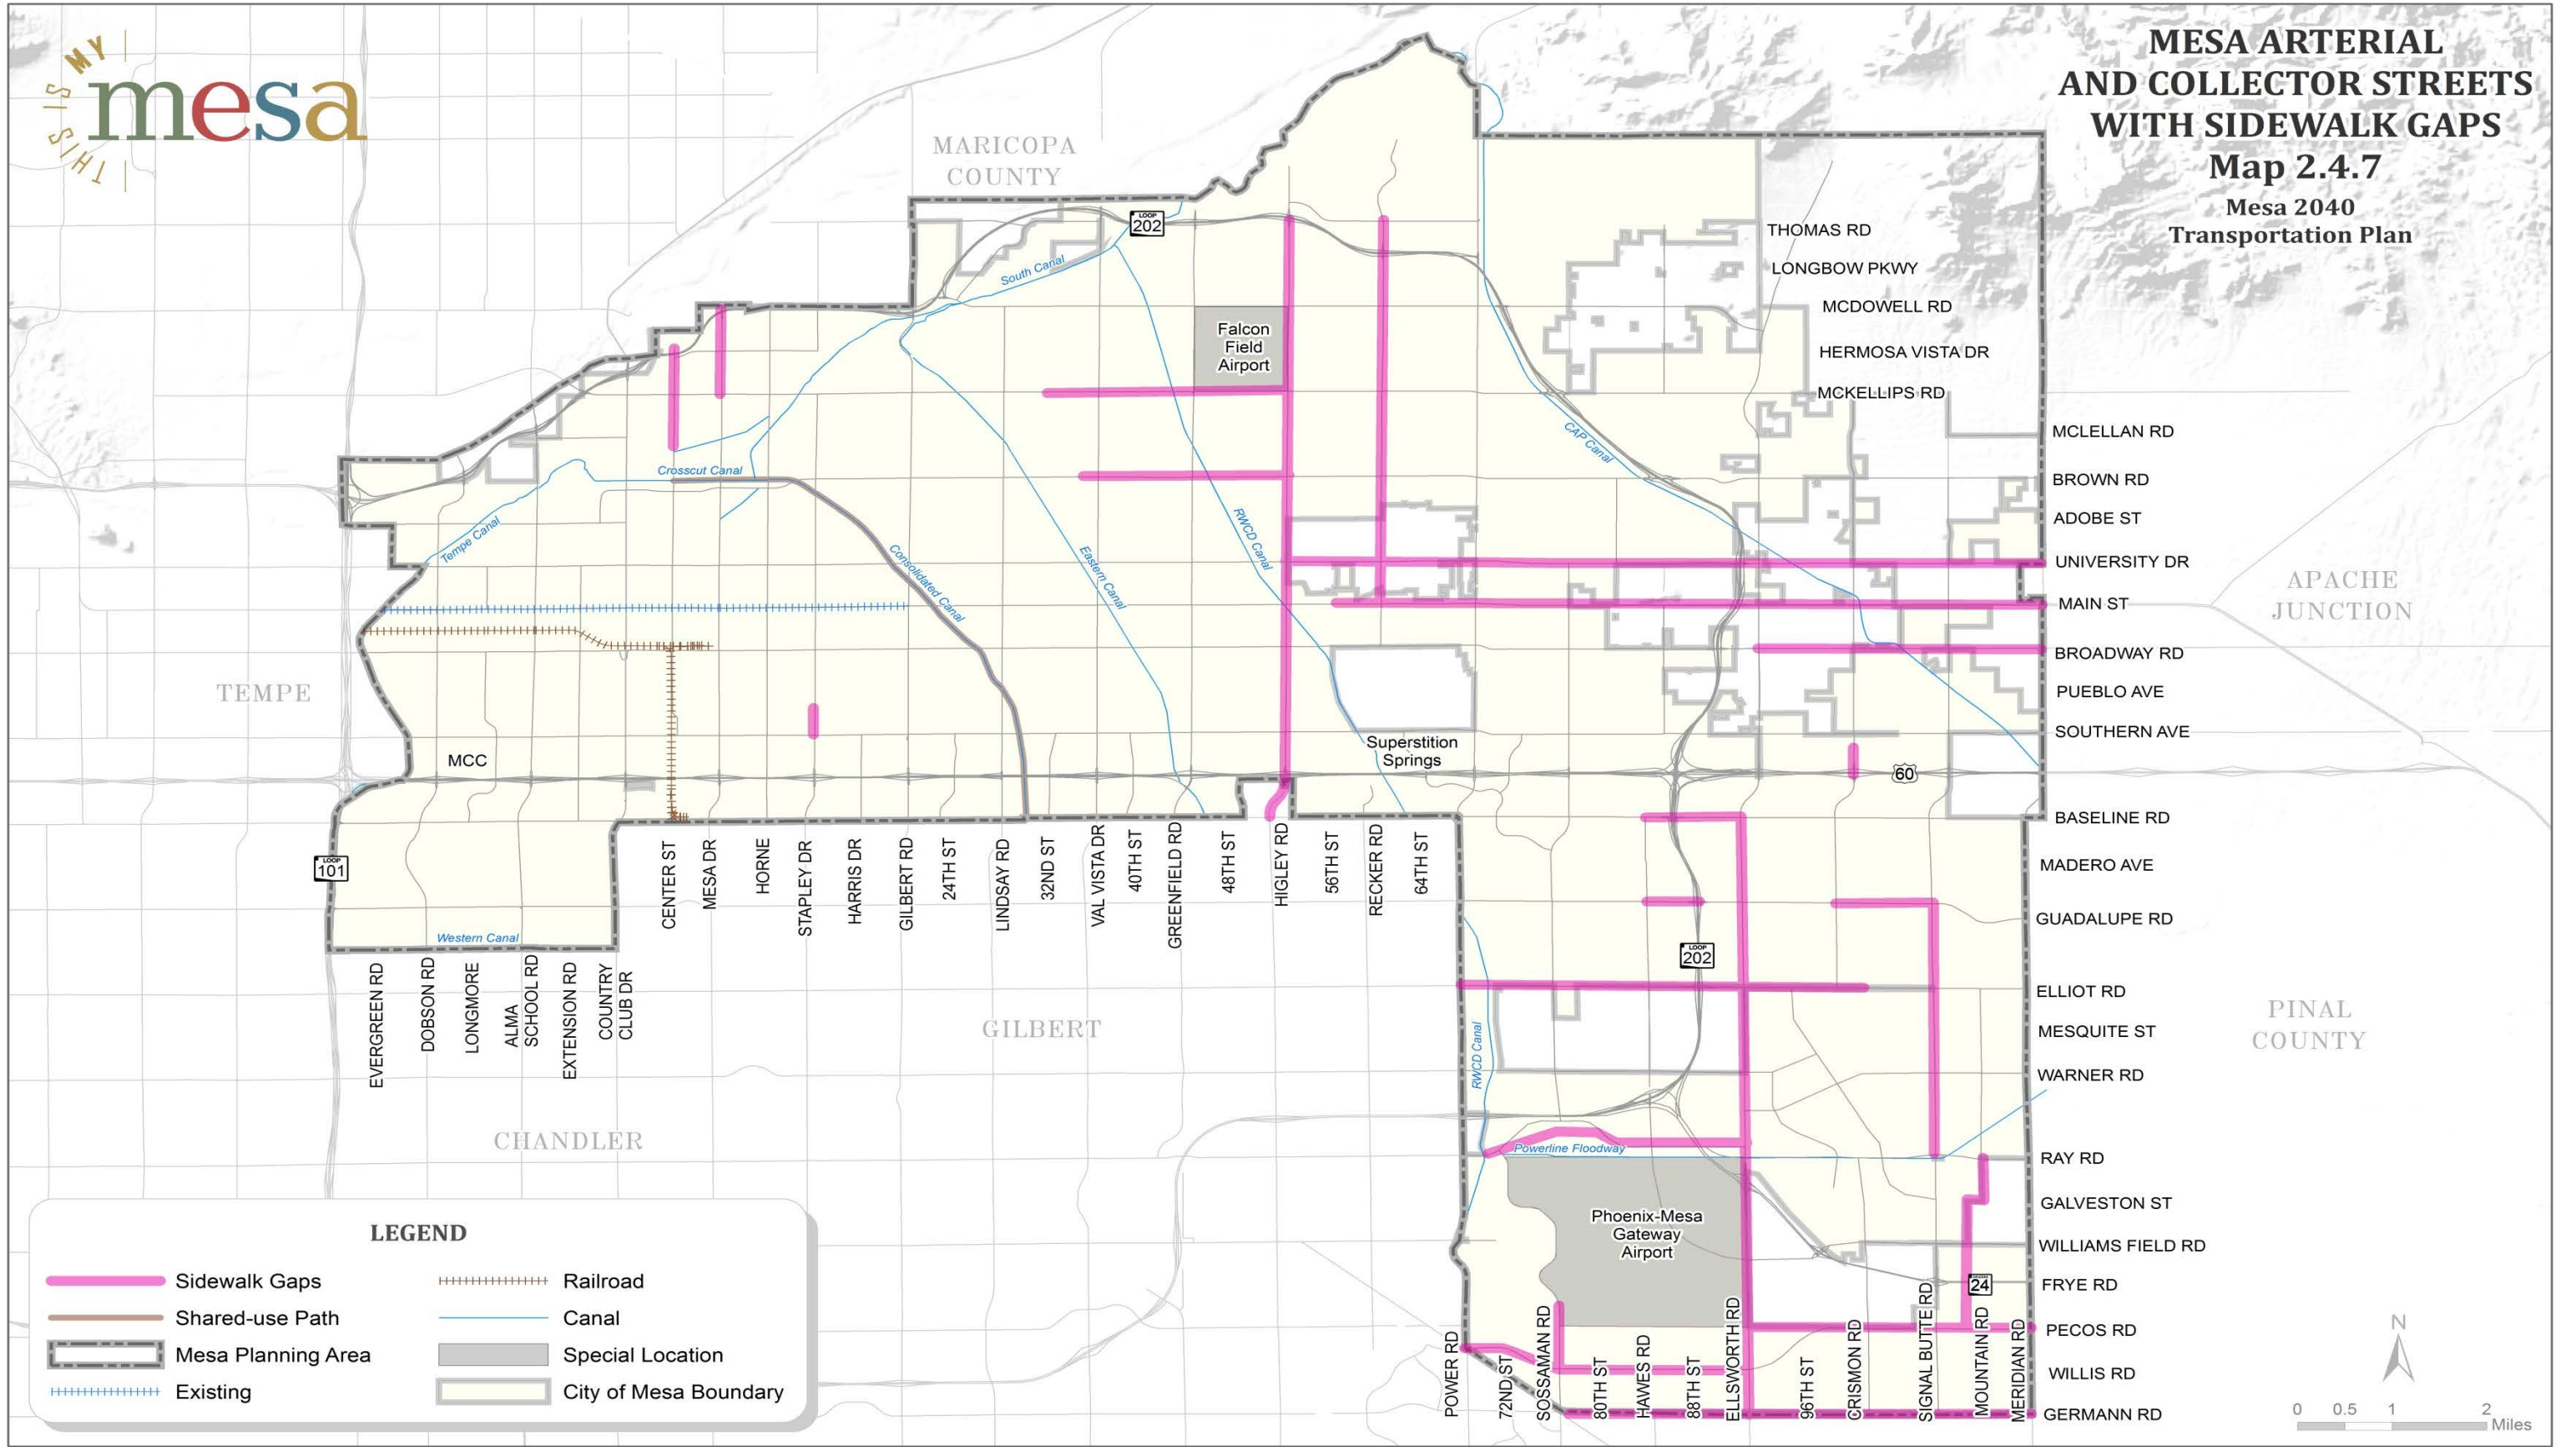 THIS IS MY
mesa
MESA ARTERIAL
AND COLLECTOR STREETS
WITH SIDEWALK GAPS
Map 2.4.7
Mesa 2040
Transportation Plan
MARICOPA
COUNTY
LOOP
202
South Canal
THOMAS RD
LONGBOW PKWY
MCDOWELL RD
HERMOSA VISTA DR
MCKELLIPS RD
Falcon
Field
Airport
MCLELLAN RD
BROWN RD
ADOBE ST
UNIVERSITY DR
MAIN ST
BROADWAY RD
PUEBLO AVE
SOUTHERN AVE
CAP Canal
Crosscut Canal
Tempe Canal
Consolidated Canal
Eastern Canal
RWCD Canal
APACHE
JUNCTION
TEMPE
MCC
Superstition
Springs
60
BASELINE RD
MADERO AVE
GUADALUPE RD
ELLIOT RD
MESQUITE ST
WARNER RD
RAY RD
GALVESTON ST
WILLIAMS FIELD RD
FRYE RD
PECOS RD
WILLIS RD
GERMANN RD
LOOP
101
CENTER ST
MESA DR
HORNE
STAPLEY DR
HARRIS DR
GILBERT RD
24TH ST
LINDSAY RD
32ND ST
VAL VISTA DR
40TH ST
GREENFIELD RD
48TH ST
HIGLEY RD
56TH ST
RECKER RD
64TH ST
Western Canal
EVERGREEN RD
DOBSON RD
LONGMORE
ALMA
SCHOOL RD
EXTENSION RD
COUNTRY
CLUB DR
LOOP
202
GILBERT
CHANDLER
PINAL
COUNTY
RWCD Canal
Powerline Floodway
Phoenix-Mesa
Gateway
Airport
24
POWER RD
72ND ST
SOSSAMAN RD
80TH ST
HAWES RD
88TH ST
ELLSWORTH RD
96TH ST
CRISMON RD
SIGNAL BUTTE RD
MOUNTAIN RD
MERIDIAN RD
LEGEND
Sidewalk Gaps
Shared-use Path
Mesa Planning Area
Existing
Railroad
Canal
Special Location
City of Mesa Boundary
N
0 0.5 1 2
Miles